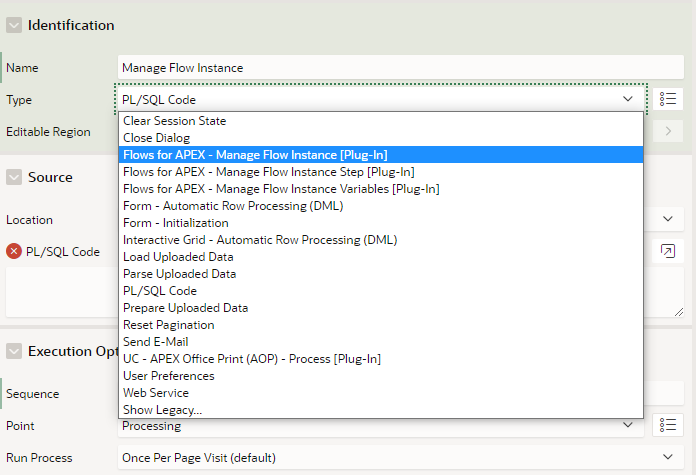 Identification
Name
Manage Flow Instance
Type
PL/SQL Code
Clear Session State
Editable Region
Close Dialog
Flows for APEX - Manage Flow Instance [Plug-In]
Source
Flows for APEX - Manage Flow Instance Step [Plug-In]
Flows for APEX - Manage Flow Instance Variables [Plug-In]
Form - Automatic Row Processing (DML)
Location
Form - Initialization
Interactive Grid - Automatic Row Processing (DML)
PL/SQL Code
Load Uploaded Data
Parse Uploaded Data
PL/SQL Code
Prepare Uploaded Data
Reset Pagination
Send E-Mail
Execution Opt
UC - APEX Office Print (AOP) - Process [Plug-In]
User Preferences
Sequence
Web Service
Show Legacy...
Point
Processing
Run Process
Once Per Page Visit (default)